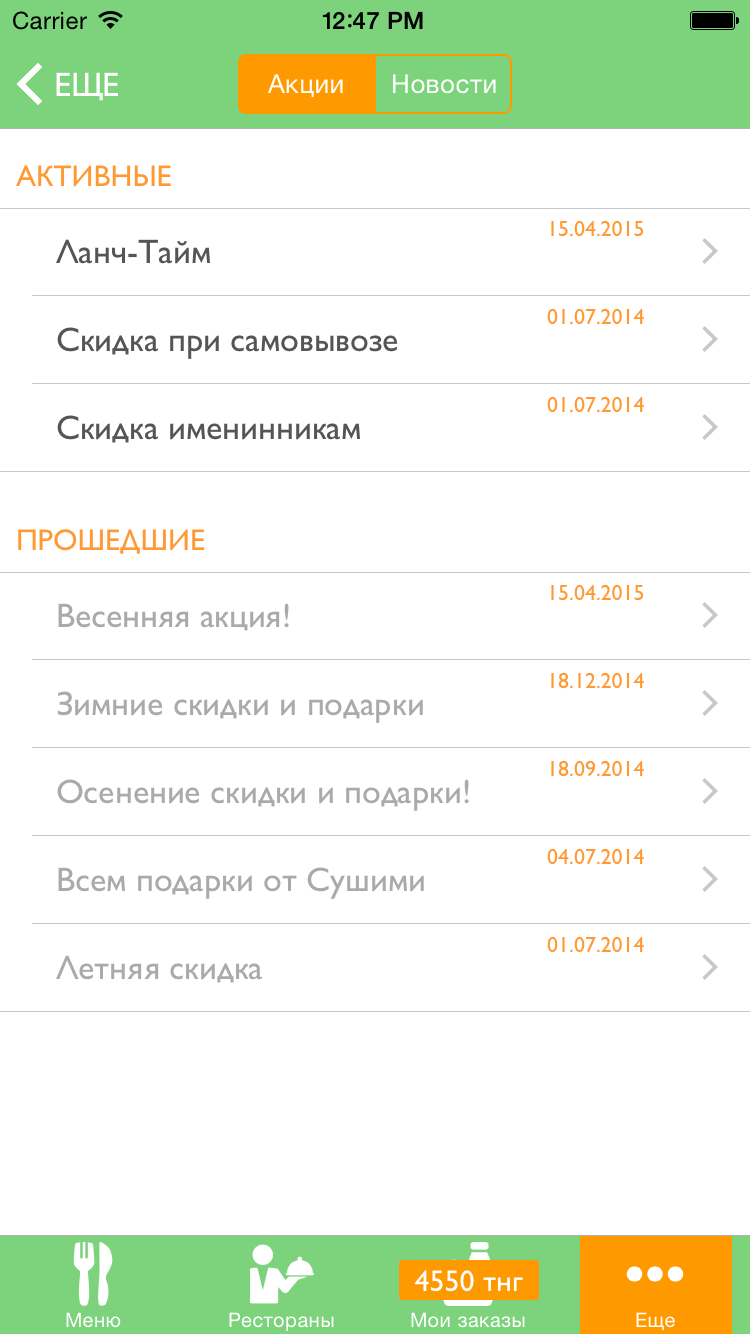 Carrier 12:47 PM
ЕЩЕ Акции Новости
АКТИВНЫЕ
15.04.2015
Ланч-Тайм
01.07.2014
Скидка при самовывозе
01.07.2014
Скидка именинникам
ПРОШЕДШИЕ
15.04.2015
Весенняя акция!
18.12.2014
Зимние скидки и подарки
18.09.2014
Осенение скидки и подарки!
04.07.2014
Всем подарки от Сушими
01.07.2014
Летняя скидка
4550 тнг
Меню Рестораны Мои заказы Еще